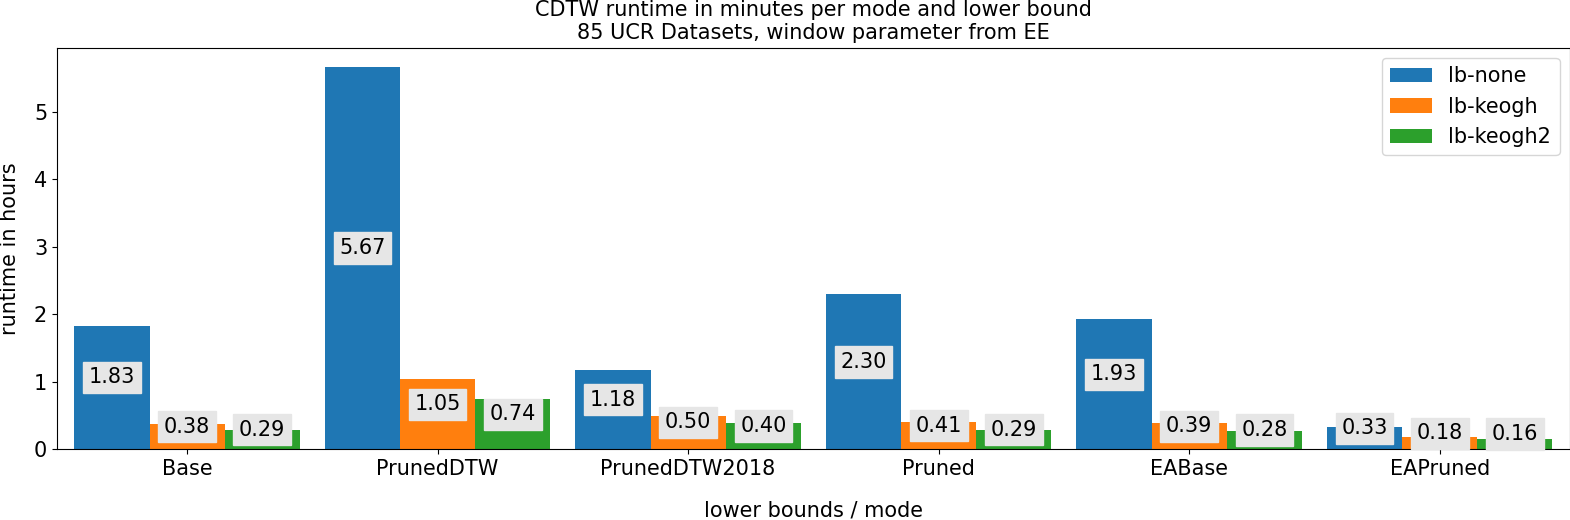 CDTW runtime in minutes per mode and lower bound
85 UCR Datasets, window parameter from EE
lb-none
lb-keogh
lb-keogh2
runtime in hours
5
4
3
2
1
0
1.83
0.38
0.29
5.67
1.05
0.74
1.18
0.50
0.40
2.30
0.41
0.29
1.93
0.39
0.28
0.33
0.18
0.16
Base
PrunedDTW
PrunedDTW2018
Pruned
EABase
EAPruned
lower bounds / mode